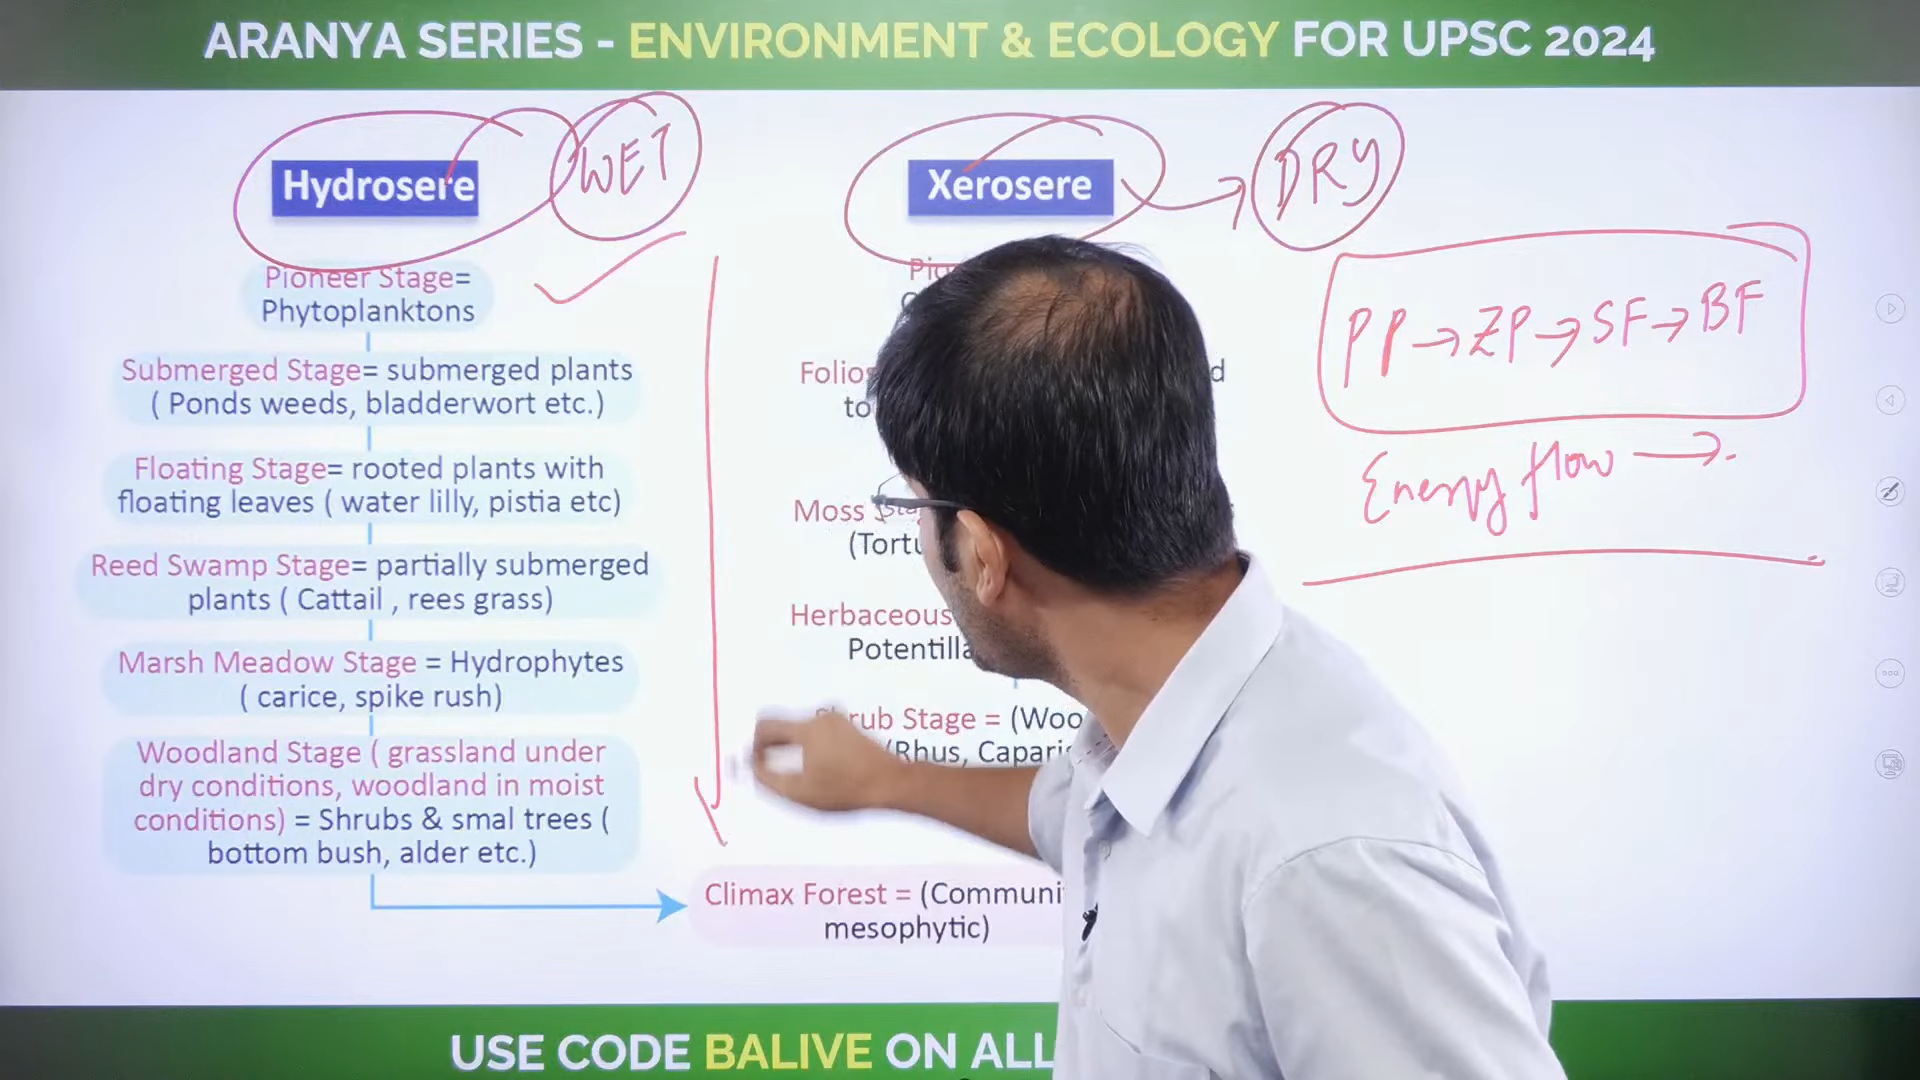 ARANYA SERIES - ENVIRONMENT & ECOLOGY FOR UPSC 2024
Hydrosere
WET
Pioneer Stage=
Phytoplanktons
Submerged Stage= submerged plants
( Ponds weeds, bladderwort etc.)
Floating Stage= rooted plants with
floating leaves ( water lilly, pistia etc)
Reed Swamp Stage= partially submerged
plants ( Cattail , rees grass)
Marsh Meadow Stage = Hydrophytes
( carice, spike rush)
Woodland Stage ( grassland under
dry conditions, woodland in moist
conditions) = Shrubs & smal trees (
bottom bush, alder etc.)
Xerosere
DRY
Moss
Herbaceous
Potentilla
Shrub Stage = (Woo
(Rhus, Capari
Climax Forest = (Communi
mesophytic)
PP → ZP → SF → BF
Energy flow →
USE CODE BALIVE ON ALL